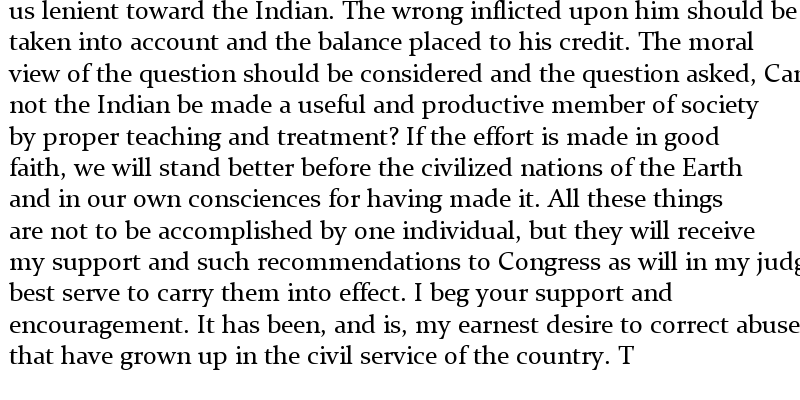 us lenient toward the Indian. The wrong inflicted upon him should be
taken into account and the balance placed to his credit. The moral
view of the question should be considered and the question asked, Can
not the Indian be made a useful and productive member of society
by proper teaching and treatment? If the effort is made in good
faith, we will stand better before the civilized nations of the Earth
and in our own consciences for having made it. All these things
are not to be accomplished by one individual, but they will receive
my support and such recommendations to Congress as will in my judg
best serve to carry them into effect. I beg your support and
encouragement. It has been, and is, my earnest desire to correct abuse
that have grown up in the civil service of the country. T